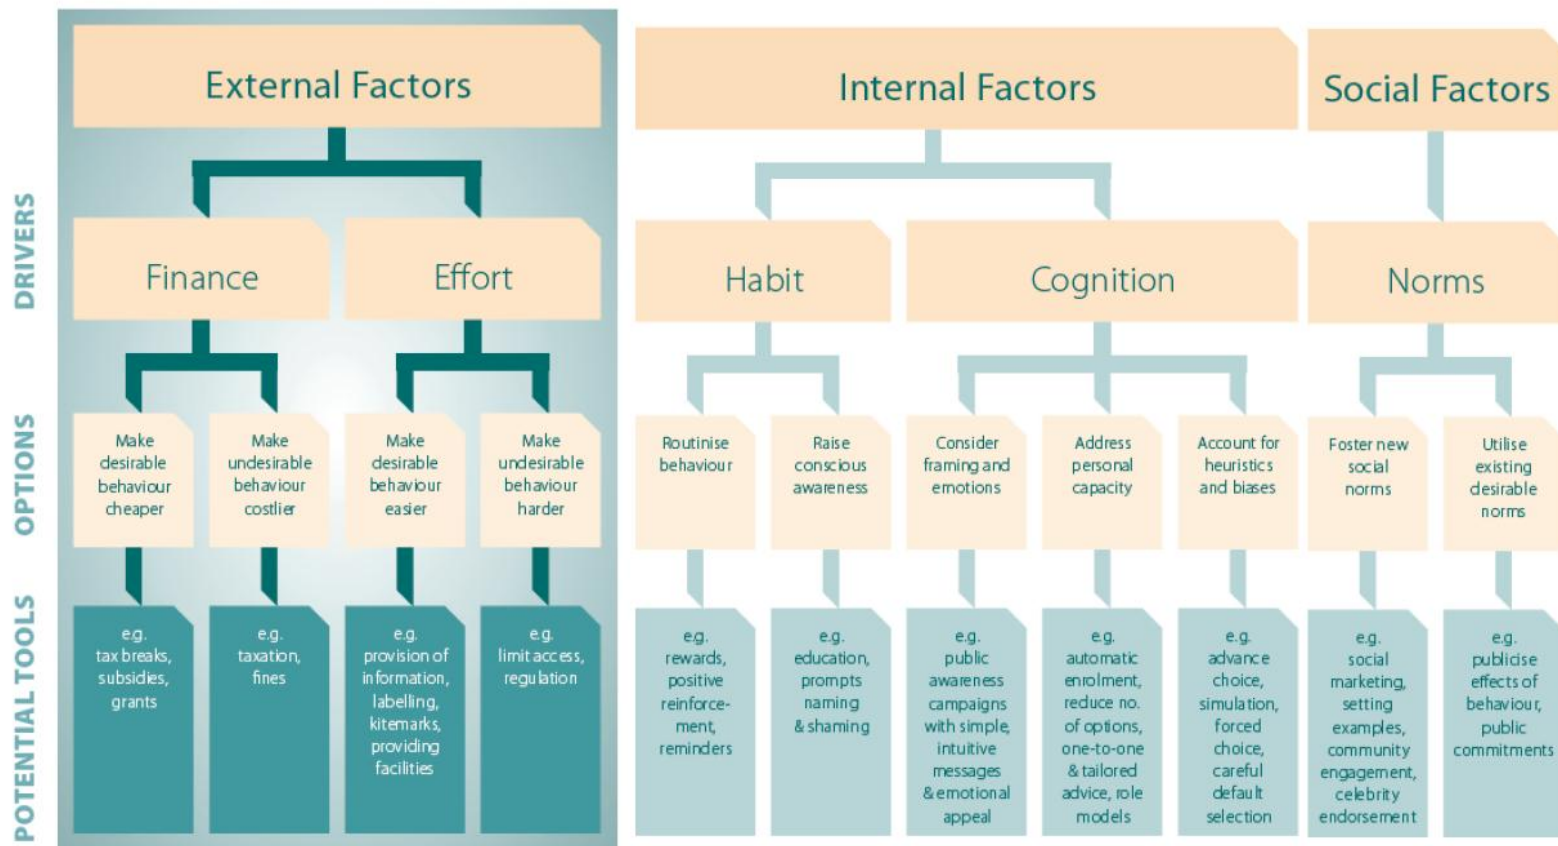 External Factors
Internal Factors
Social Factors
DRIVERS
Finance
Effort
Habit
Cognition
Norms
OPTIONS
Make
desirable
behaviour
cheaper
Make
undesirable
behaviour
costlier
Make
desirable
behaviour
easier
Make
undesirable
behaviour
harder
Routinise
behaviour
Raise
conscious
awareness
Consider
framing and
emotions
Address
personal
capacity
Account for
heuristics
and biases
Foster new
social
norms
Utilise
existing
desirable
norms
POTENTIAL TOOLS
e.g.
tax breaks,
subsidies,
grants
e.g.
taxation,
fines
e.g.
provision of
information,
labelling,
kitemarks,
providing
facilities
e.g.
limit access,
regulation
e.g.
rewards,
positive
reinforce-
ment,
reminders
e.g.
education,
prompts
naming
& shaming
e.g.
public
awareness
campaigns
with simple,
intuitive
messages
& emotional
appeal
e.g.
automatic
enrolment,
reduce no.
of options,
one-to-one
& tailored
advice, role
models
e.g.
advance
choice,
simulation,
forced
choice,
careful
default
selection
e.g.
social
marketing,
setting
examples,
community
engagement,
celebrity
endorsement
e.g.
publicise
effects of
behaviour,
public
commitments